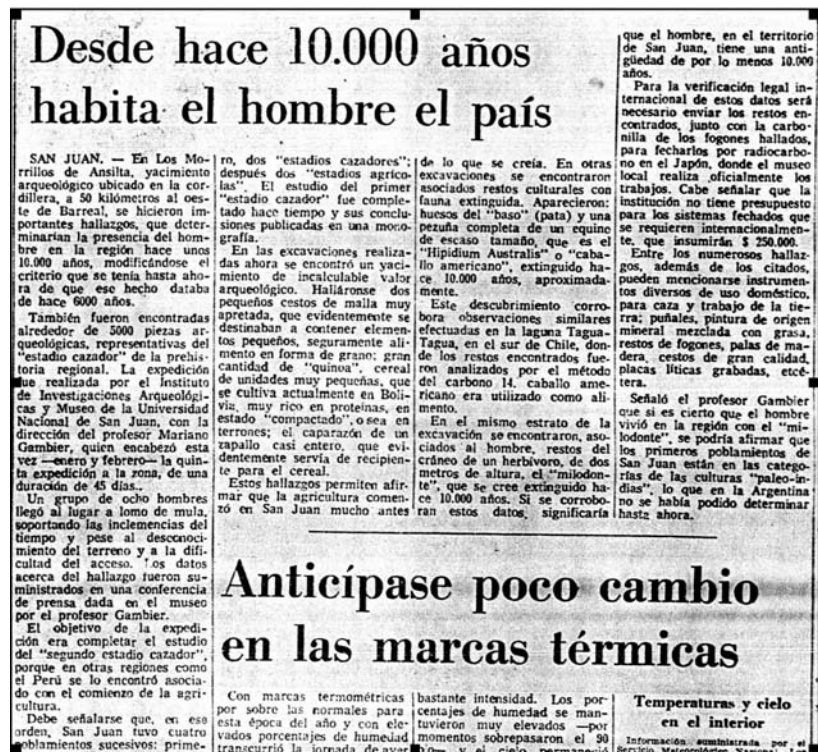 Desde hace 10.000 años
habita el hombre el país
SAN JUAN. — En Los Mo-
rrillos de Ansilta, yacimiento
arqueológico ubicado en la cor-
dillera, a 50 kilómetros al oes-
te de Barreal, se hicieron im-
portantes hallazgos, que deter-
minarían la presencia del hom-
bre en la región hace unos
10.000 años, modificándose el
criterio que se tenía hasta aho-
ra de que ese hecho databa
de hace 6000 años.
También fueron encontradas
alrededor de 5000 piezas ar-
queológicas, representativas del
"estadio cazador" de la prehis-
toria regional. La expedición
fue realizada por el Instituto
de Investigaciones Arqueológi-
cas y Museo de la Universidad
Nacional de San Juan, con la
dirección del profesor Mariano
Gambier, quien encabezó esta
vez —enero y febrero— la quin-
ta expedición a la zona, de una
duración de 45 días..
Un grupo de ocho hombres
llegó al lugar a lomo de mula,
soportando las inclemencias del
tiempo y pese al desconoci-
miento del terreno y a la difi-
cultad del acceso. Los datos
acerca del hallazgo fueron su-
ministrados en una conferencia
de prensa dada en el museo
por el profesor Gambier.
El objetivo de la expedi-
ción era completar el estudio
del "segundo estadio cazador",
porque en otras regiones como
el Perú se lo encontró asocia-
do con el comienzo de la agri-
cultura.
Debe señalarse que, en ese
orden, San Juan tuvo cuatro
poblamientos sucesivos: prime-
ro, dos "estadios cazadores";
después dos "estadios agríco-
las". El estudio del primer
"estadio cazador" fue comple-
tado hace tiempo y sus conclu-
siones publicadas en una mono-
grafía.
En las excavaciones realiza-
das ahora se encontró un yaci-
miento de incalculable valor
arqueológico. Halláronse dos
pequeños cestos de malla muy
apretada, que evidentemente se
destinaban a contener elemen-
tos pequeños, seguramente ali-
mento en forma de grano; gran
cantidad de "quinoa", cereal
de unidades muy pequeñas, que
se cultiva actualmente en Boli-
via, muy rico en proteínas, en
estado "compactado", o sea en
terrones; el caparazón de un
zapallo casi entero, que evi-
dentemente servía de recipien-
te para el cereal.
Estos hallazgos permiten afir-
mar que la agricultura comen-
zó en San Juan mucho antes
de lo que se creía. En otras
excavaciones se encontraron
asociados restos culturales con
fauna extinguida. Aparecieron:
huesos del "baso" (pata) y una
pezuña completa de un equino
de escaso tamaño, que es el
"Hipidium Australis" o "caba-
llo americano", extinguido ha-
ce 10.000 años, aproximada-
mente.
Este descubrimiento corro-
bora observaciones similares
efectuadas en la laguna Tagua-
Tagua, en el sur de Chile, don-
de los restos encontrados fue-
ron analizados por el método
del carbono 14. caballo ame-
ricano era utilizado como ali-
mento.
En el mismo estrato de la
excavación se encontraron, aso-
ciados al hombre, restos del
cráneo de un herbívoro, de dos
metros de altura, el "milodon-
te", que se cree extinguido ha-
ce 10.000 años. Si se corrobo-
ran estos datos, significaría
que el hombre, en el territorio
de San Juan, tiene una anti-
güedad de por lo menos 10.000
años.
Para la verificación legal in-
ternacional de estos datos será
necesario enviar los restos en-
contrados, junto con la carbo-
nilla de los fogones hallados,
para fecharlos por radiocarbo-
no en el Japón, donde el museo
local realiza oficialmente los
trabajos. Cabe señalar que la
institución no tiene presupuesto
para los sistemas fechados que
se requieren internacionalmen-
te, que insumirán $ 250.000.
Entre los numerosos hallaz-
gos, además de los citados,
pueden mencionarse instrumen-
tos diversos de uso doméstico,
para caza y trabajo de la tie-
rra; puñales, pintura de origen
mineral mezclada con grasa,
restos de fogones, palas de ma-
dera, cestos de gran calidad,
placas líticas grabadas, etcé-
tera.
Señaló el profesor Gambier
que si es cierto que el hombre
vivió en la región con el "mi-
lodonte", se podría afirmar que
los primeros poblamientos de
San Juan están en las catego-
rías de las culturas "paleo-in-
dias", lo que en la Argentina
no se había podido determinar
hasta ahora.
Anticípase poco cambio
en las marcas térmicas
Con marcas termométricas
por sobre las normales para
esta época del año y con ele-
vados porcentajes de humedad
transcurrió la jornada de ayer
bastante intensidad. Los por-
centajes de humedad se man-
tuvieron muy elevados —por
momentos sobrepasaron el 90
y el cielo permaneció
Temperaturas y cielo
en el interior
Información suministrada por el
Servicio Meteorológico Nacional